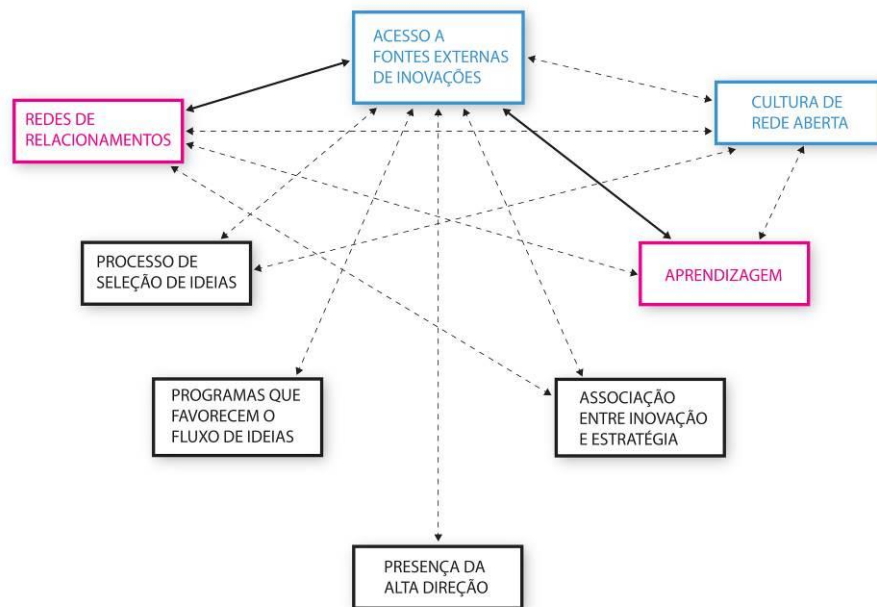 ACESSO A
FONTES EXTERNAS
DE INOVAÇÕES
REDES DE
RELACIONAMENTOS
CULTURA DE
REDE ABERTA
PROCESSO DE
SELEÇÃO DE IDEIAS
APRENDIZAGEM
PROGRAMAS QUE
FAVORECEM O
FLUXO DE IDEIAS
ASSOCIAÇÃO
ENTRE INOVAÇÃO
E ESTRATÉGIA
PRESENÇA DA
ALTA DIREÇÃO